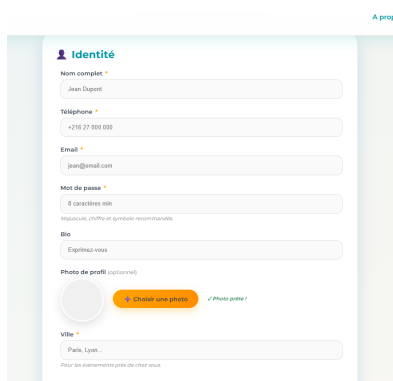 A prop
Identité
Nom complet *
Jean Dupont
Téléphone *
+216 27 000 000
Email *
jean@email.com
Mot de passe *
8 caractères min
Majuscule, chiffre et symbole recommandés.
Bio
Exprimez-vous
Photo de profil (optionnel)
+ Choisir une photo
✓ Photo prête !
Ville *
Paris, Lyon...
Pour les événements près de chez vous.